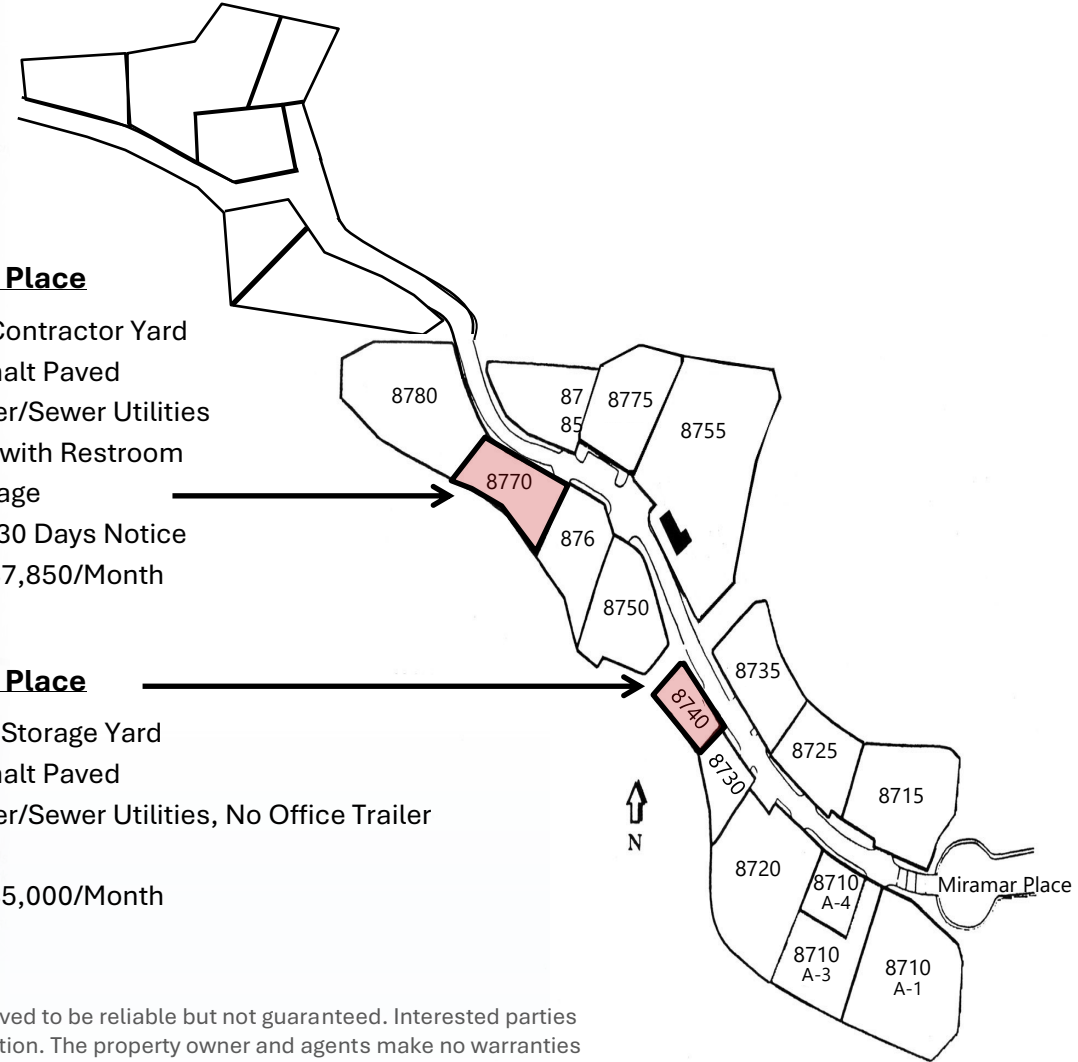 Place
Contractor Yard
alt Paved
er/Sewer Utilities
with Restroom
age
30 Days Notice
7,850/Month
Place
Storage Yard
alt Paved
er/Sewer Utilities, No Office Trailer
5,000/Month
ved to be reliable but not guaranteed. Interested parties
tion. The property owner and agents make no warranties
8780
87
85
8775
8755
8770
876
8750
8735
8740
8730
8725
8715
N
8720
8710
A-4
Miramar Place
8710
A-3
8710
A-1